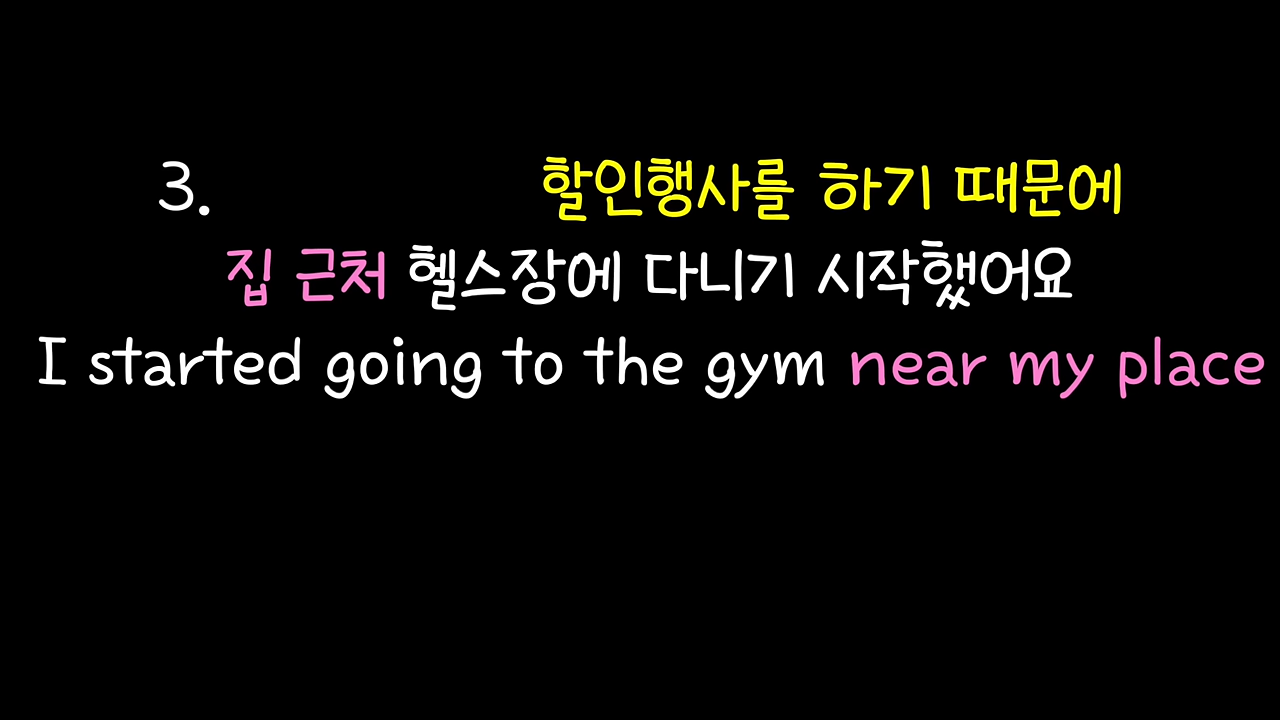 3. 할인행사를 하기 때문에
집 근처 헬스장에 다니기 시작했어요
I started going to the gym near my place